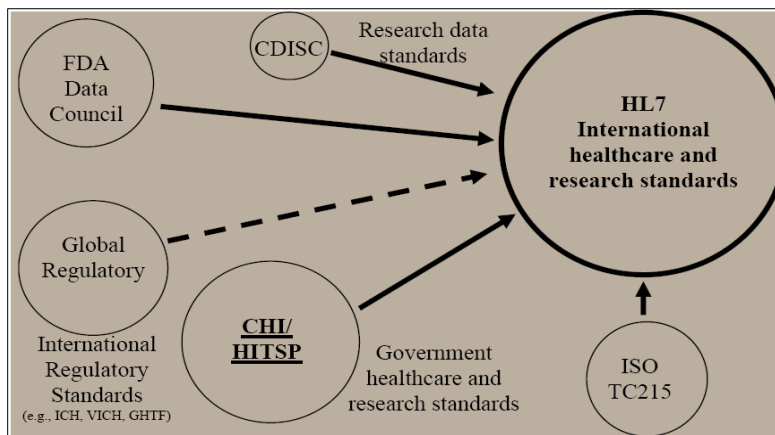 FDA
Data
Council
CDISC
Research data
standards
HL7
International
healthcare and
research standards
Global
Regulatory
International
Regulatory
Standards
(e.g., ICH, VICH, GHTF)
CHI/
HITSP
Government
healthcare and
research standards
ISO
TC215